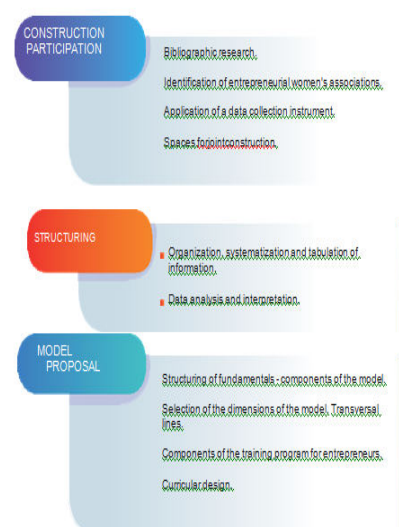 CONSTRUCTION
PARTICIPATION
Bibliographic research.
Identification of entrepreneurial women's associations.
Application of a data collection instrument.
Spaces forjointconstruction.
STRUCTURING
Organization, systematization and tabulation of
information.
Data analysis and interpretation.
MODEL
PROPOSAL
Structuring of fundamentals - components of the model.
Selection of the dimensions of the model. Transversal
lines.
Components of the training program for entrepreneurs.
Curricular design.